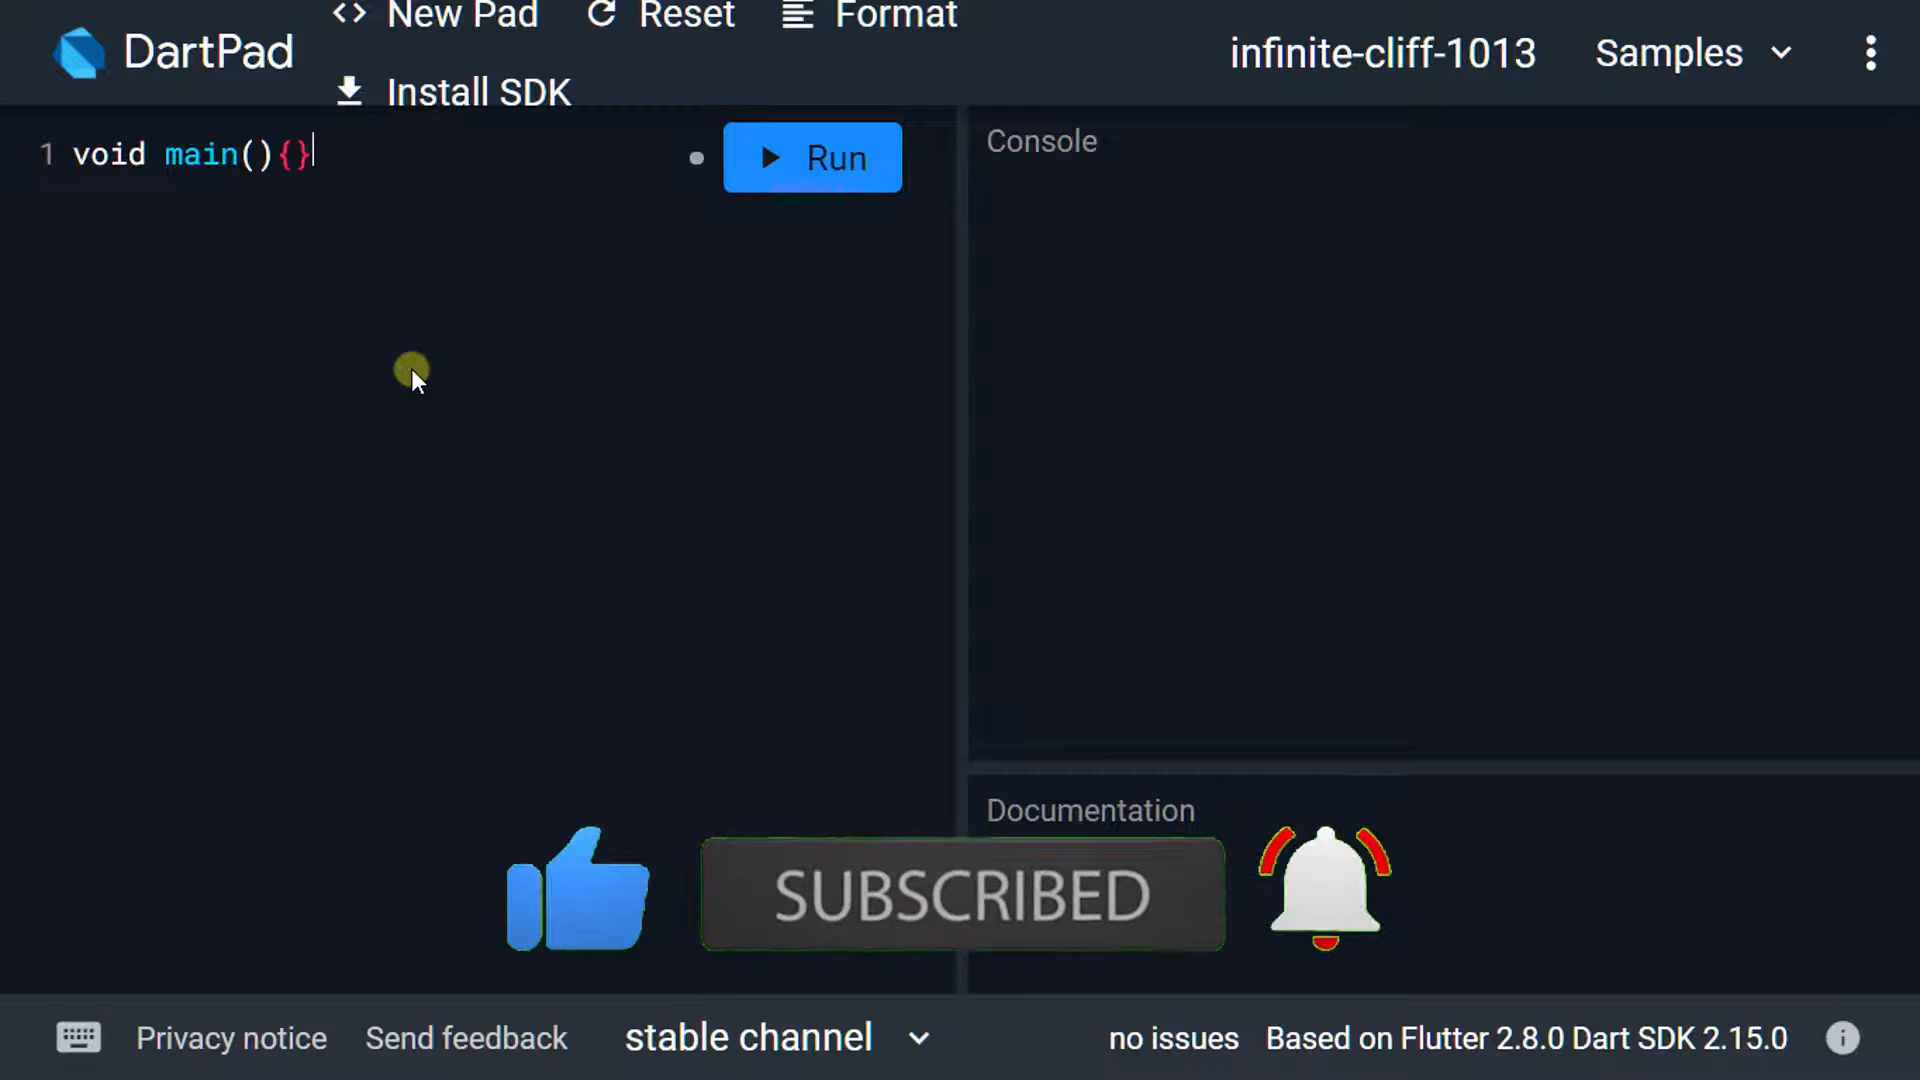 DartPad
New Pad
Reset
Format
Install SDK
infinite-cliff-1013
Samples
1 void main(){}
Run
Console
Documentation
SUBSCRIBED
Privacy notice
Send feedback
stable channel
no issues
Based on Flutter 2.8.0 Dart SDK 2.15.0